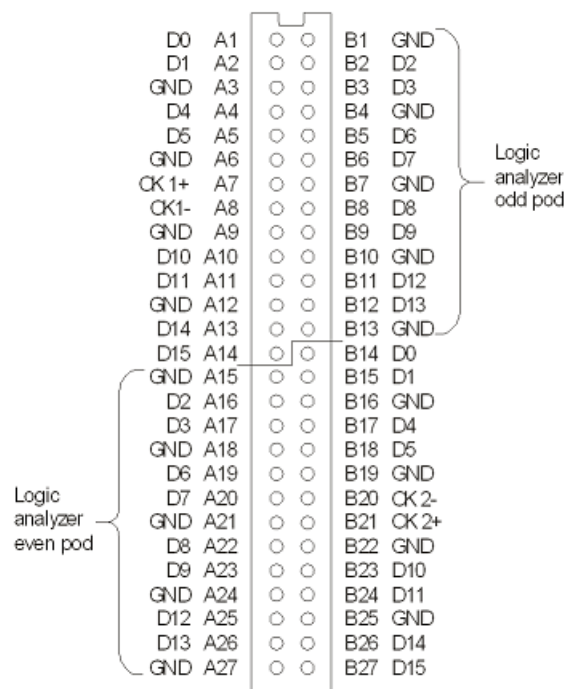 D0 A1 B1 GND
D1 A2 B2 D2
GND A3 B3 D3
D4 A4 B4 GND
D5 A5 B5 D6
GND A6 B6 D7
CK1+ A7 B7 GND
CK1- A8 B8 D8
GND A9 B9 D9
D10 A10 B10 GND
D11 A11 B11 D12
GND A12 B12 D13
D14 A13 B13 GND
D15 A14 B14 D0
GND A15 B15 D1
D2 A16 B16 GND
D3 A17 B17 D4
GND A18 B18 D5
D6 A19 B19 GND
D7 A20 B20 CK2-
GND A21 B21 CK2+
D8 A22 B22 GND
D9 A23 B23 D10
GND A24 B24 D11
D12 A25 B25 GND
D13 A26 B26 D14
GND A27 B27 D15
Logic
analyzer
odd pod
Logic
analyzer
even pod